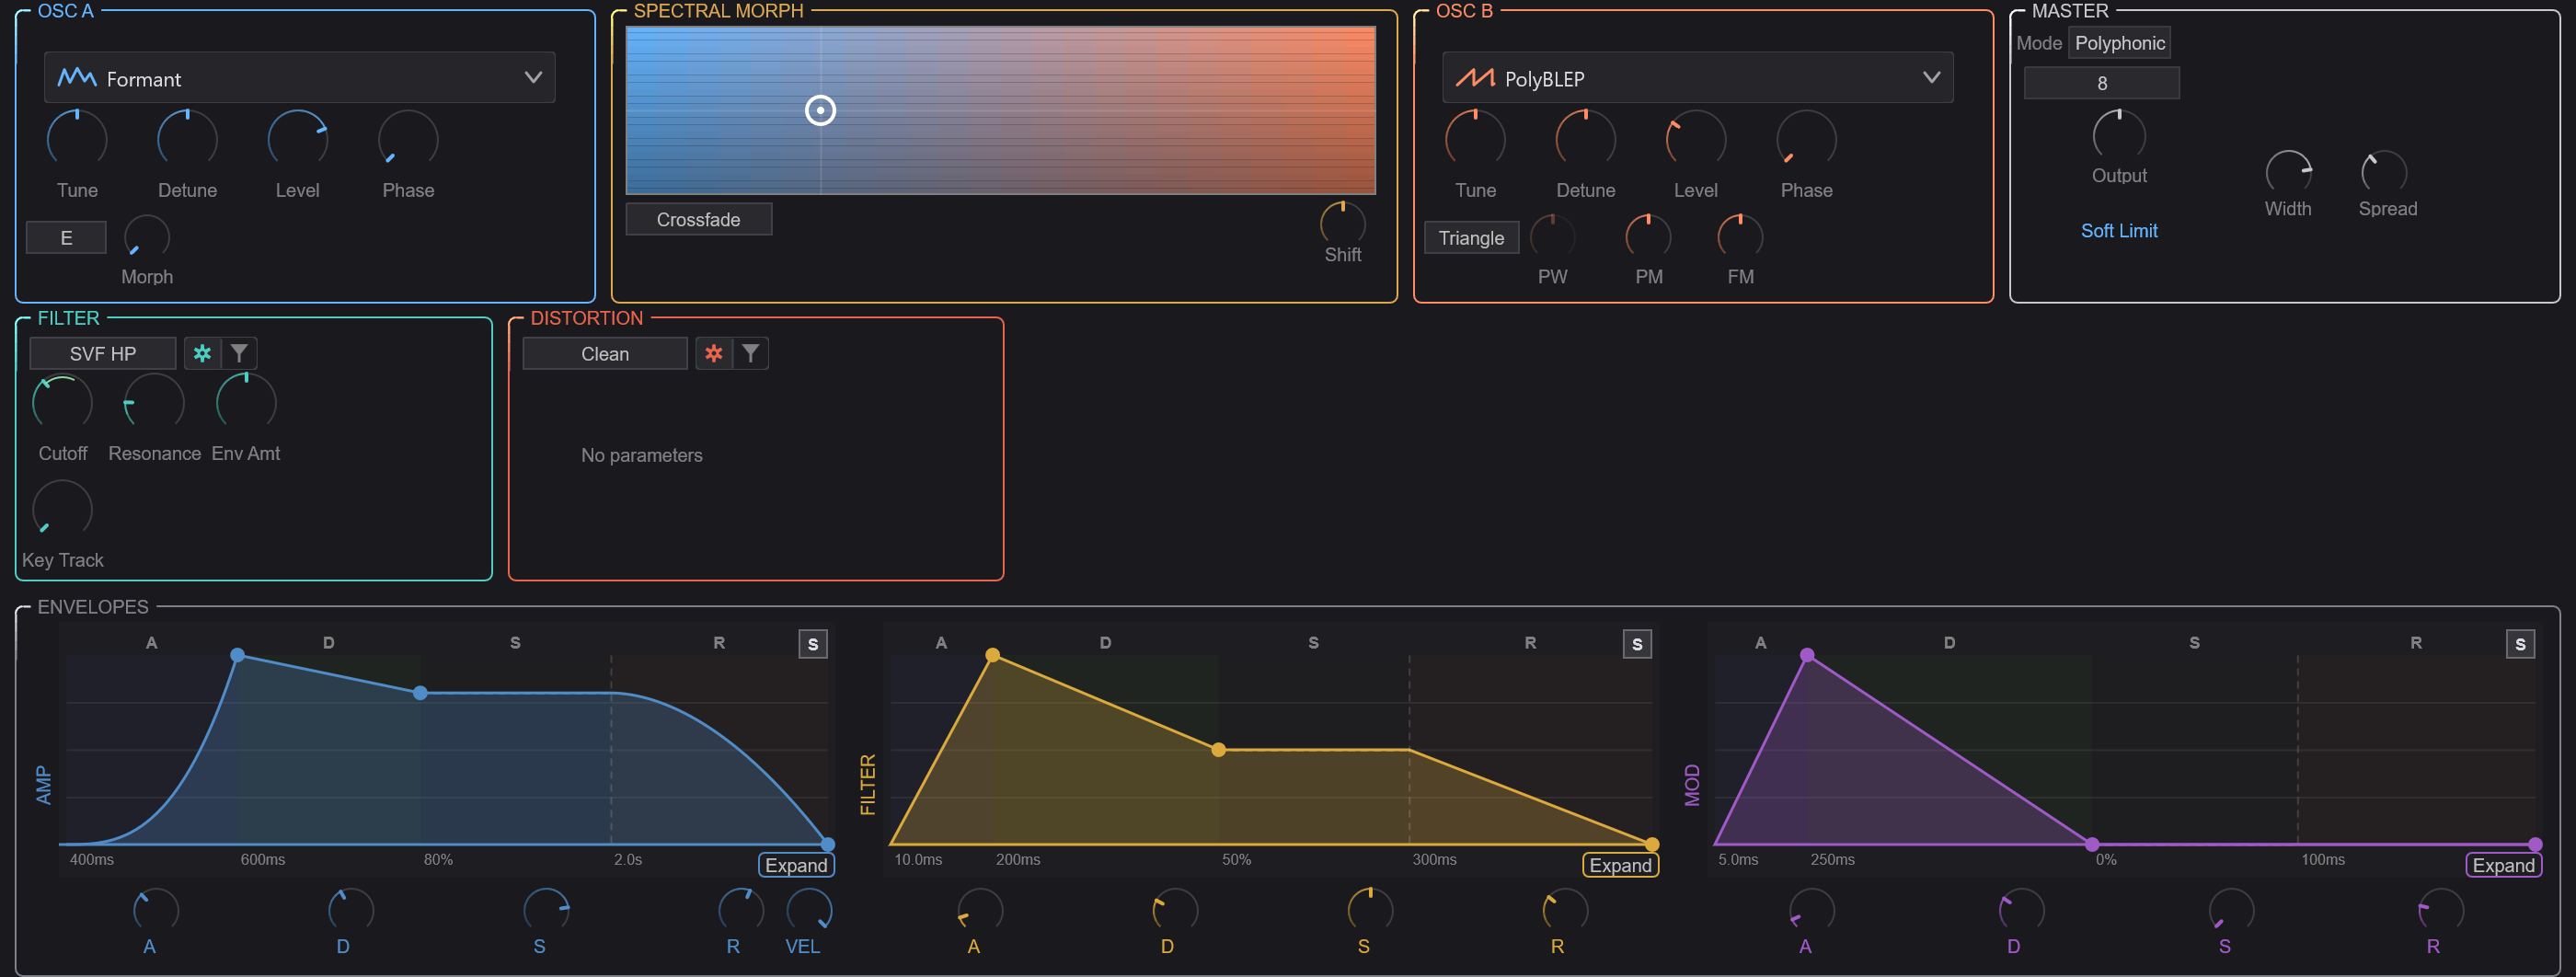 OSC A
Formant
Tune Detune Level Phase
E
Morph
SPECTRAL MORPH
Crossfade
Shift
OSC B
PolyBLEP
Tune Detune Level Phase
Triangle
PW PM FM
MASTER
Mode Polyphonic
8
Output
Width Spread
Soft Limit
FILTER
SVF HP
Cutoff Resonance Env Amt
Key Track
DISTORTION
Clean
No parameters
ENVELOPES
A D S R S
AMP
400ms 600ms 80% 2.0s
Expand
A D S R VEL
A D S R S
FILTER
10.0ms 200ms 50% 300ms
Expand
A D S R
A D S R S
MOD
5.0ms 250ms 0% 100ms
Expand
A D S R